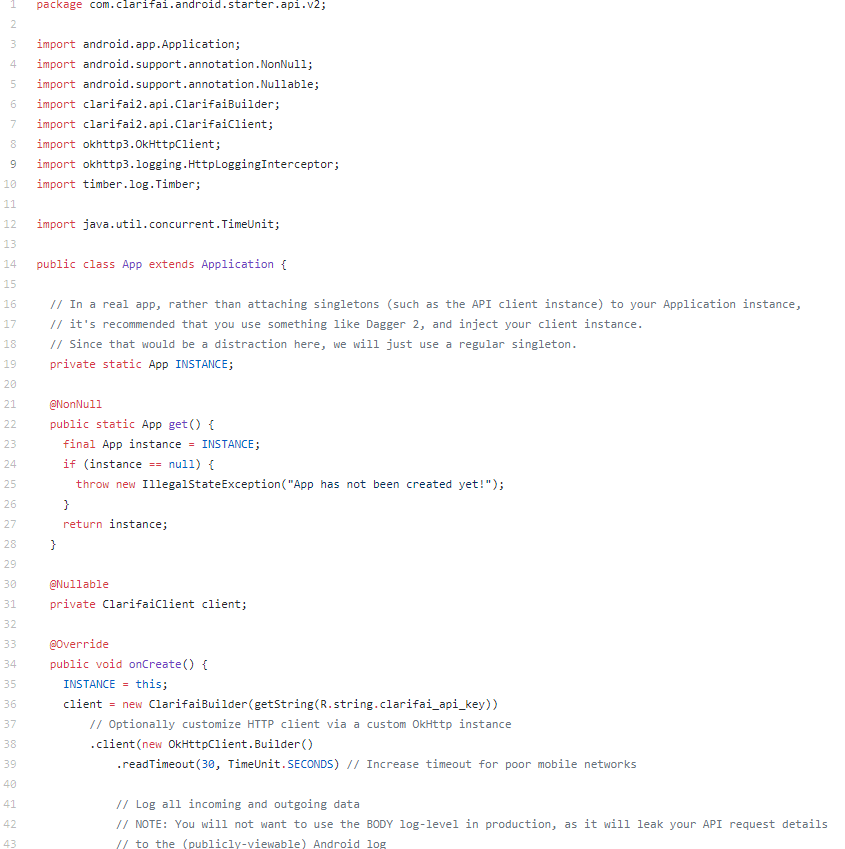 1 package com.clarifai.android.starter.api.v2;
2
3 import android.app.Application;
4 import android.support.annotation.NonNull;
5 import android.support.annotation.Nullable;
6 import clarifai2.api.ClarifaiBuilder;
7 import clarifai2.api.ClarifaiClient;
8 import okhttp3.OkHttpClient;
9 import okhttp3.logging.HttpLoggingInterceptor;
10 import timber.log.Timber;
11
12 import java.util.concurrent.TimeUnit;
13
14 public class App extends Application {
15
16 // In a real app, rather than attaching singletons (such as the API client instance) to your Application instance,
17 // it's recommended that you use something like Dagger 2, and inject your client instance.
18 // Since that would be a distraction here, we will just use a regular singleton.
19 private static App INSTANCE;
20
21 @NonNull
22 public static App get() {
23 final App instance = INSTANCE;
24 if (instance == null) {
25 throw new IllegalStateException("App has not been created yet!");
26 }
27 return instance;
28 }
29
30 @Nullable
31 private ClarifaiClient client;
32
33 @Override
34 public void onCreate() {
35 INSTANCE = this;
36 client = new ClarifaiBuilder(getString(R.string.clarifai_api_key))
37 // Optionally customize HTTP client via a custom OkHttp instance
38 .client(new OkHttpClient.Builder()
39 .readTimeout(30, TimeUnit.SECONDS) // Increase timeout for poor mobile networks
40
41 // Log all incoming and outgoing data
42 // NOTE: You will not want to use the BODY log-level in production, as it will leak your API request details
43 // to the (publicly-viewable) Android log